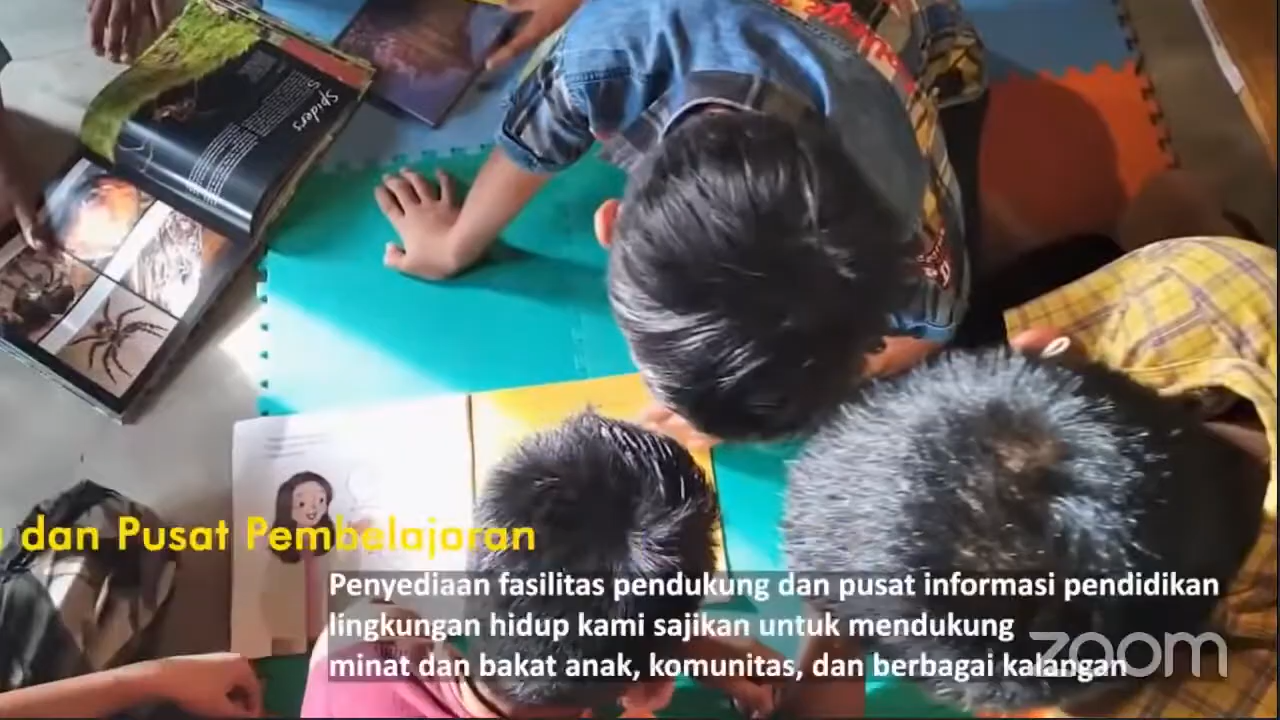 Spiders
dan Pusat Pembelajaran
Penyediaan fasilitas pendukung dan pusat informasi pendidikan
lingkungan hidup kami sajikan untuk mendukung
minat dan bakat anak, komunitas, dan berbagai kalangan
zoom